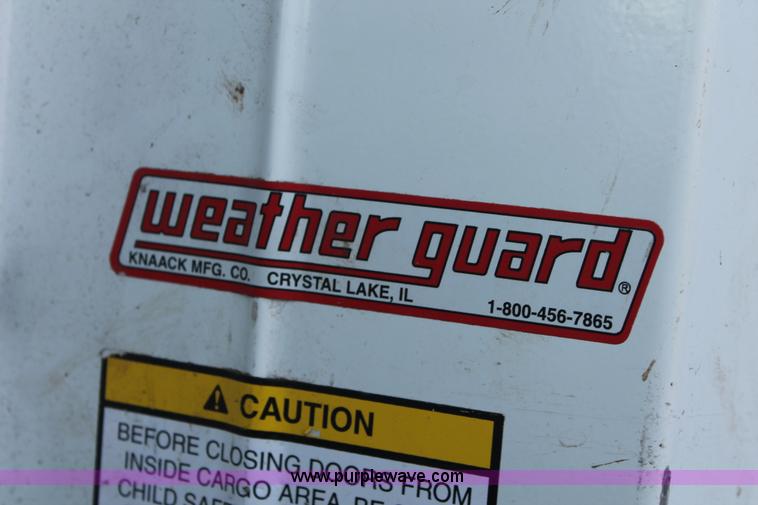 weather guard®
KNAACK MFG. CO. CRYSTAL LAKE, IL 1-800-456-7865
CAUTION
BEFORE CLOSING DOORS FROM
INSIDE CARGO AREA,
CHILD
www.purplewave.com